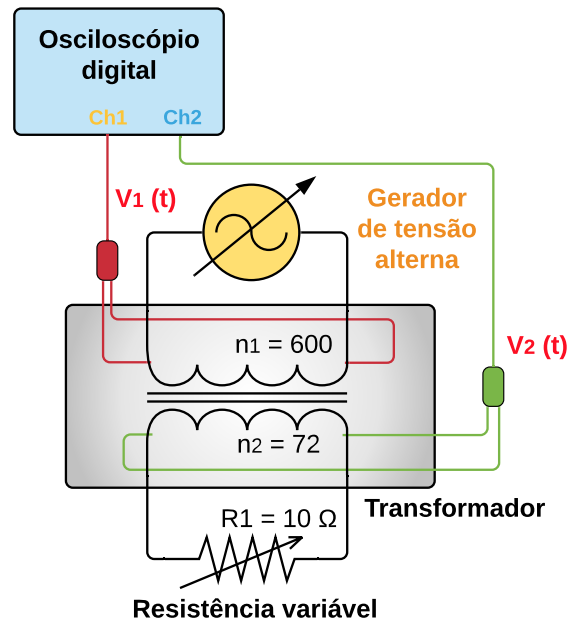 Osciloscópio
digital
Ch1 Ch2
V1 (t)
Gerador
de tensão
alterna
n1 = 600
V2 (t)
n2 = 72
Transformador
R1 = 10 Ω
Resistência variável